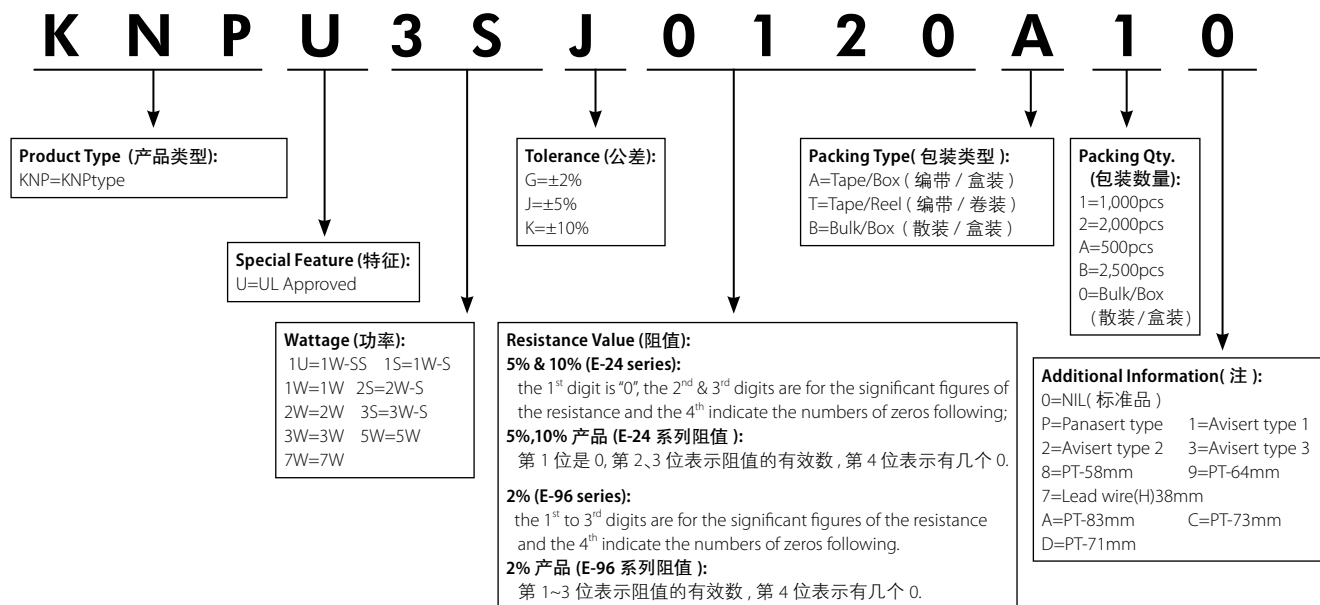 K N P U 3 S J 0 1 2 0 A 1 0
Product Type (产品类型):
KNP=KNPtype
Special Feature (特征):
U=UL Approved
Wattage (功率):
1U=1W-SS 1S=1W-S
1W=1W 2S=2W-S
2W=2W 3S=3W-S
3W=3W 5W=5W
7W=7W
Tolerance (公差):
G=±2%
J=±5%
K=±10%
Resistance Value (阻值):
5% & 10% (E-24 series):
the 1st digit is “0”, the 2nd & 3rd digits are for the significant figures of
the resistance and the 4th indicate the numbers of zeros following;
5%,10% 产品 (E-24 系列阻值 ):
第 1 位是 0, 第 2、3 位表示阻值的有效数 , 第 4 位表示有几个 0.
2% (E-96 series):
the 1st to 3rd digits are for the significant figures of the resistance
and the 4th indicate the numbers of zeros following.
2% 产品 (E-96 系列阻值 ):
第 1~3 位表示阻值的有效数 , 第 4 位表示有几个 0.
Packing Type( 包装类型 ):
A=Tape/Box ( 编带 / 盒装 )
T=Tape/Reel ( 编带 / 卷装 )
B=Bulk/Box ( 散装 / 盒装 )
Packing Qty.
(包装数量):
1=1,000pcs
2=2,000pcs
A=500pcs
B=2,500pcs
0=Bulk/Box
(散装/盒装)
Additional Information( 注 ):
0=NIL( 标准品 )
P=Panasert type 1=Avisert type 1
2=Avisert type 2 3=Avisert type 3
8=PT-58mm 9=PT-64mm
7=Lead wire(H)38mm
A=PT-83mm C=PT-73mm
D=PT-71mm